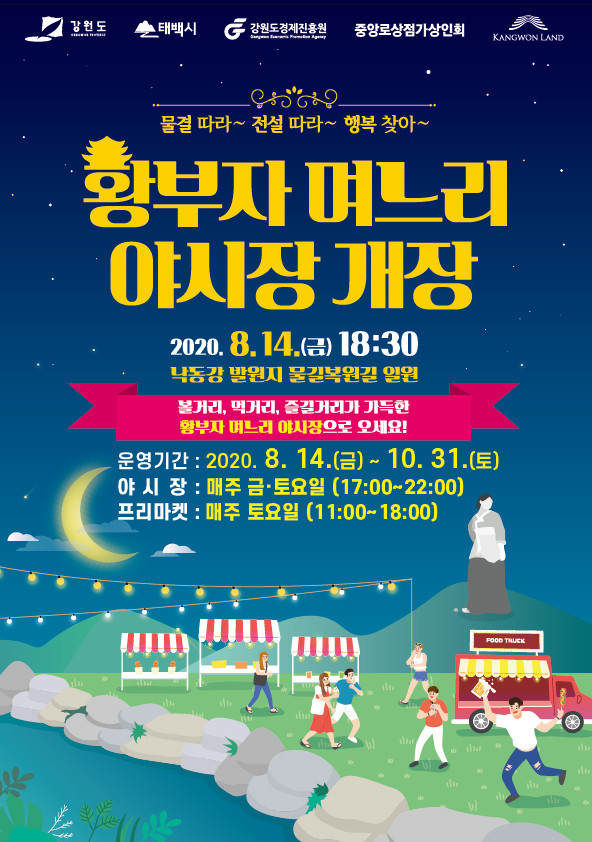 강원도
GANGWON PROVINCE
태백시
강원도경제진흥원
Gangwon Economic Promotion Agency
중앙로상점가상인회
KANGWON LAND
물결 따라~ 전설 따라~ 행복 찾아~
황부자 며느리
야시장 개장
2020. 8. 14.(금) 18:30
낙동강 발원지 물길복원길 일원
볼거리, 먹거리, 즐길거리가 가득한
황부자 며느리 야시장으로 오세요!
운영기간 : 2020. 8. 14.(금) ~ 10. 31.(토)
야 시 장 : 매주 금·토요일 (17:00~22:00)
프리마켓 : 매주 토요일 (11:00~18:00)
FOOD TRUCK